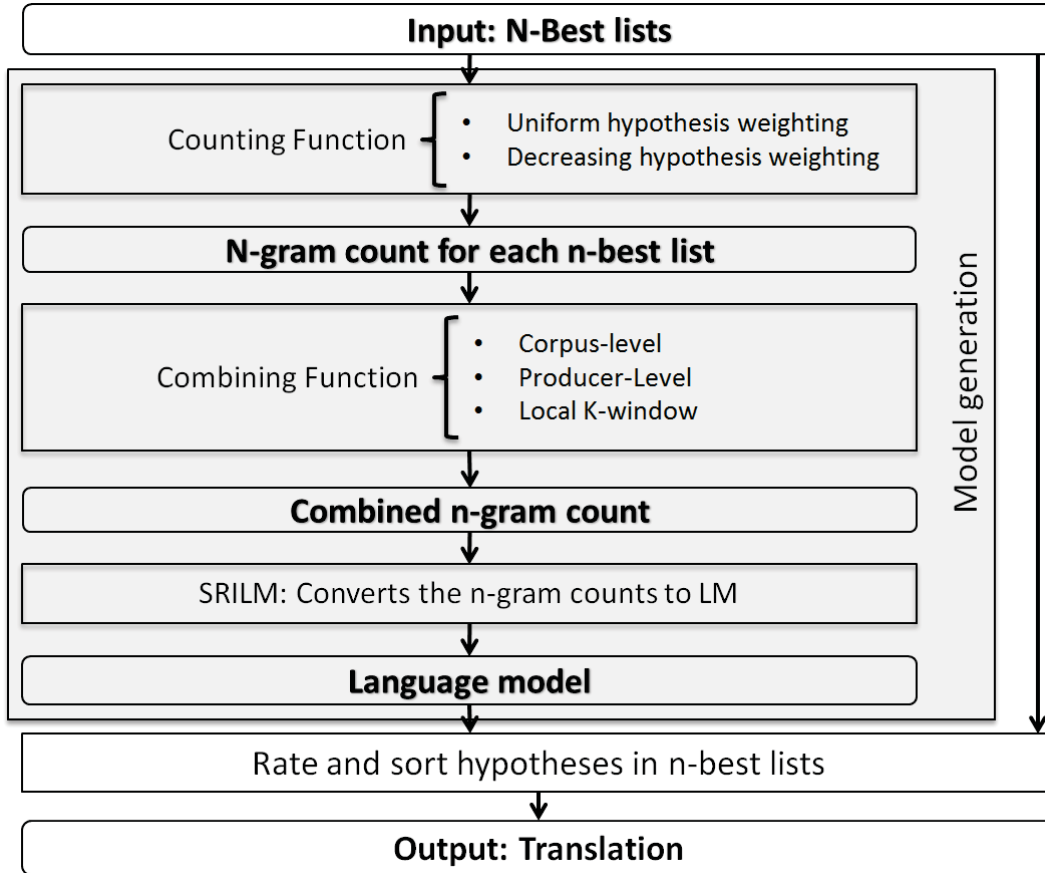 Input: N-Best lists
Counting Function
• Uniform hypothesis weighting
• Decreasing hypothesis weighting
N-gram count for each n-best list
Combining Function
• Corpus-level
• Producer-Level
• Local K-window
Combined n-gram count
SRILM: Converts the n-gram counts to LM
Language model
Model generation
Rate and sort hypotheses in n-best lists
Output: Translation